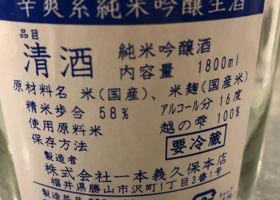 辛爽系純米吟醸生酒
品目
清酒 純米吟醸酒
内容量 1800ml
原材料名 米(国産)、米麹(国産米)
精米歩合 58% アルコール分 16度
使用原料米 越の雫 100%
保存方法 要冷蔵
製造者
株式会社一本義久保本店
福井県勝山市沢町1丁目3番1号